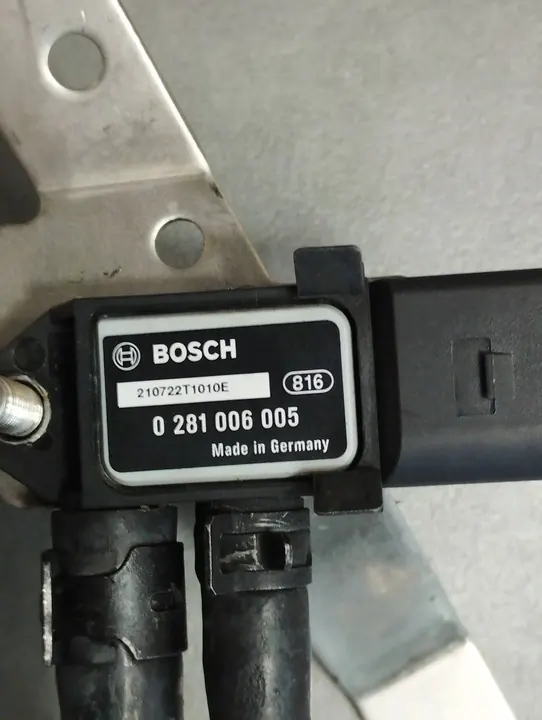 BOSCH
210722T1010E
816
0 281 006 005
Made in Germany